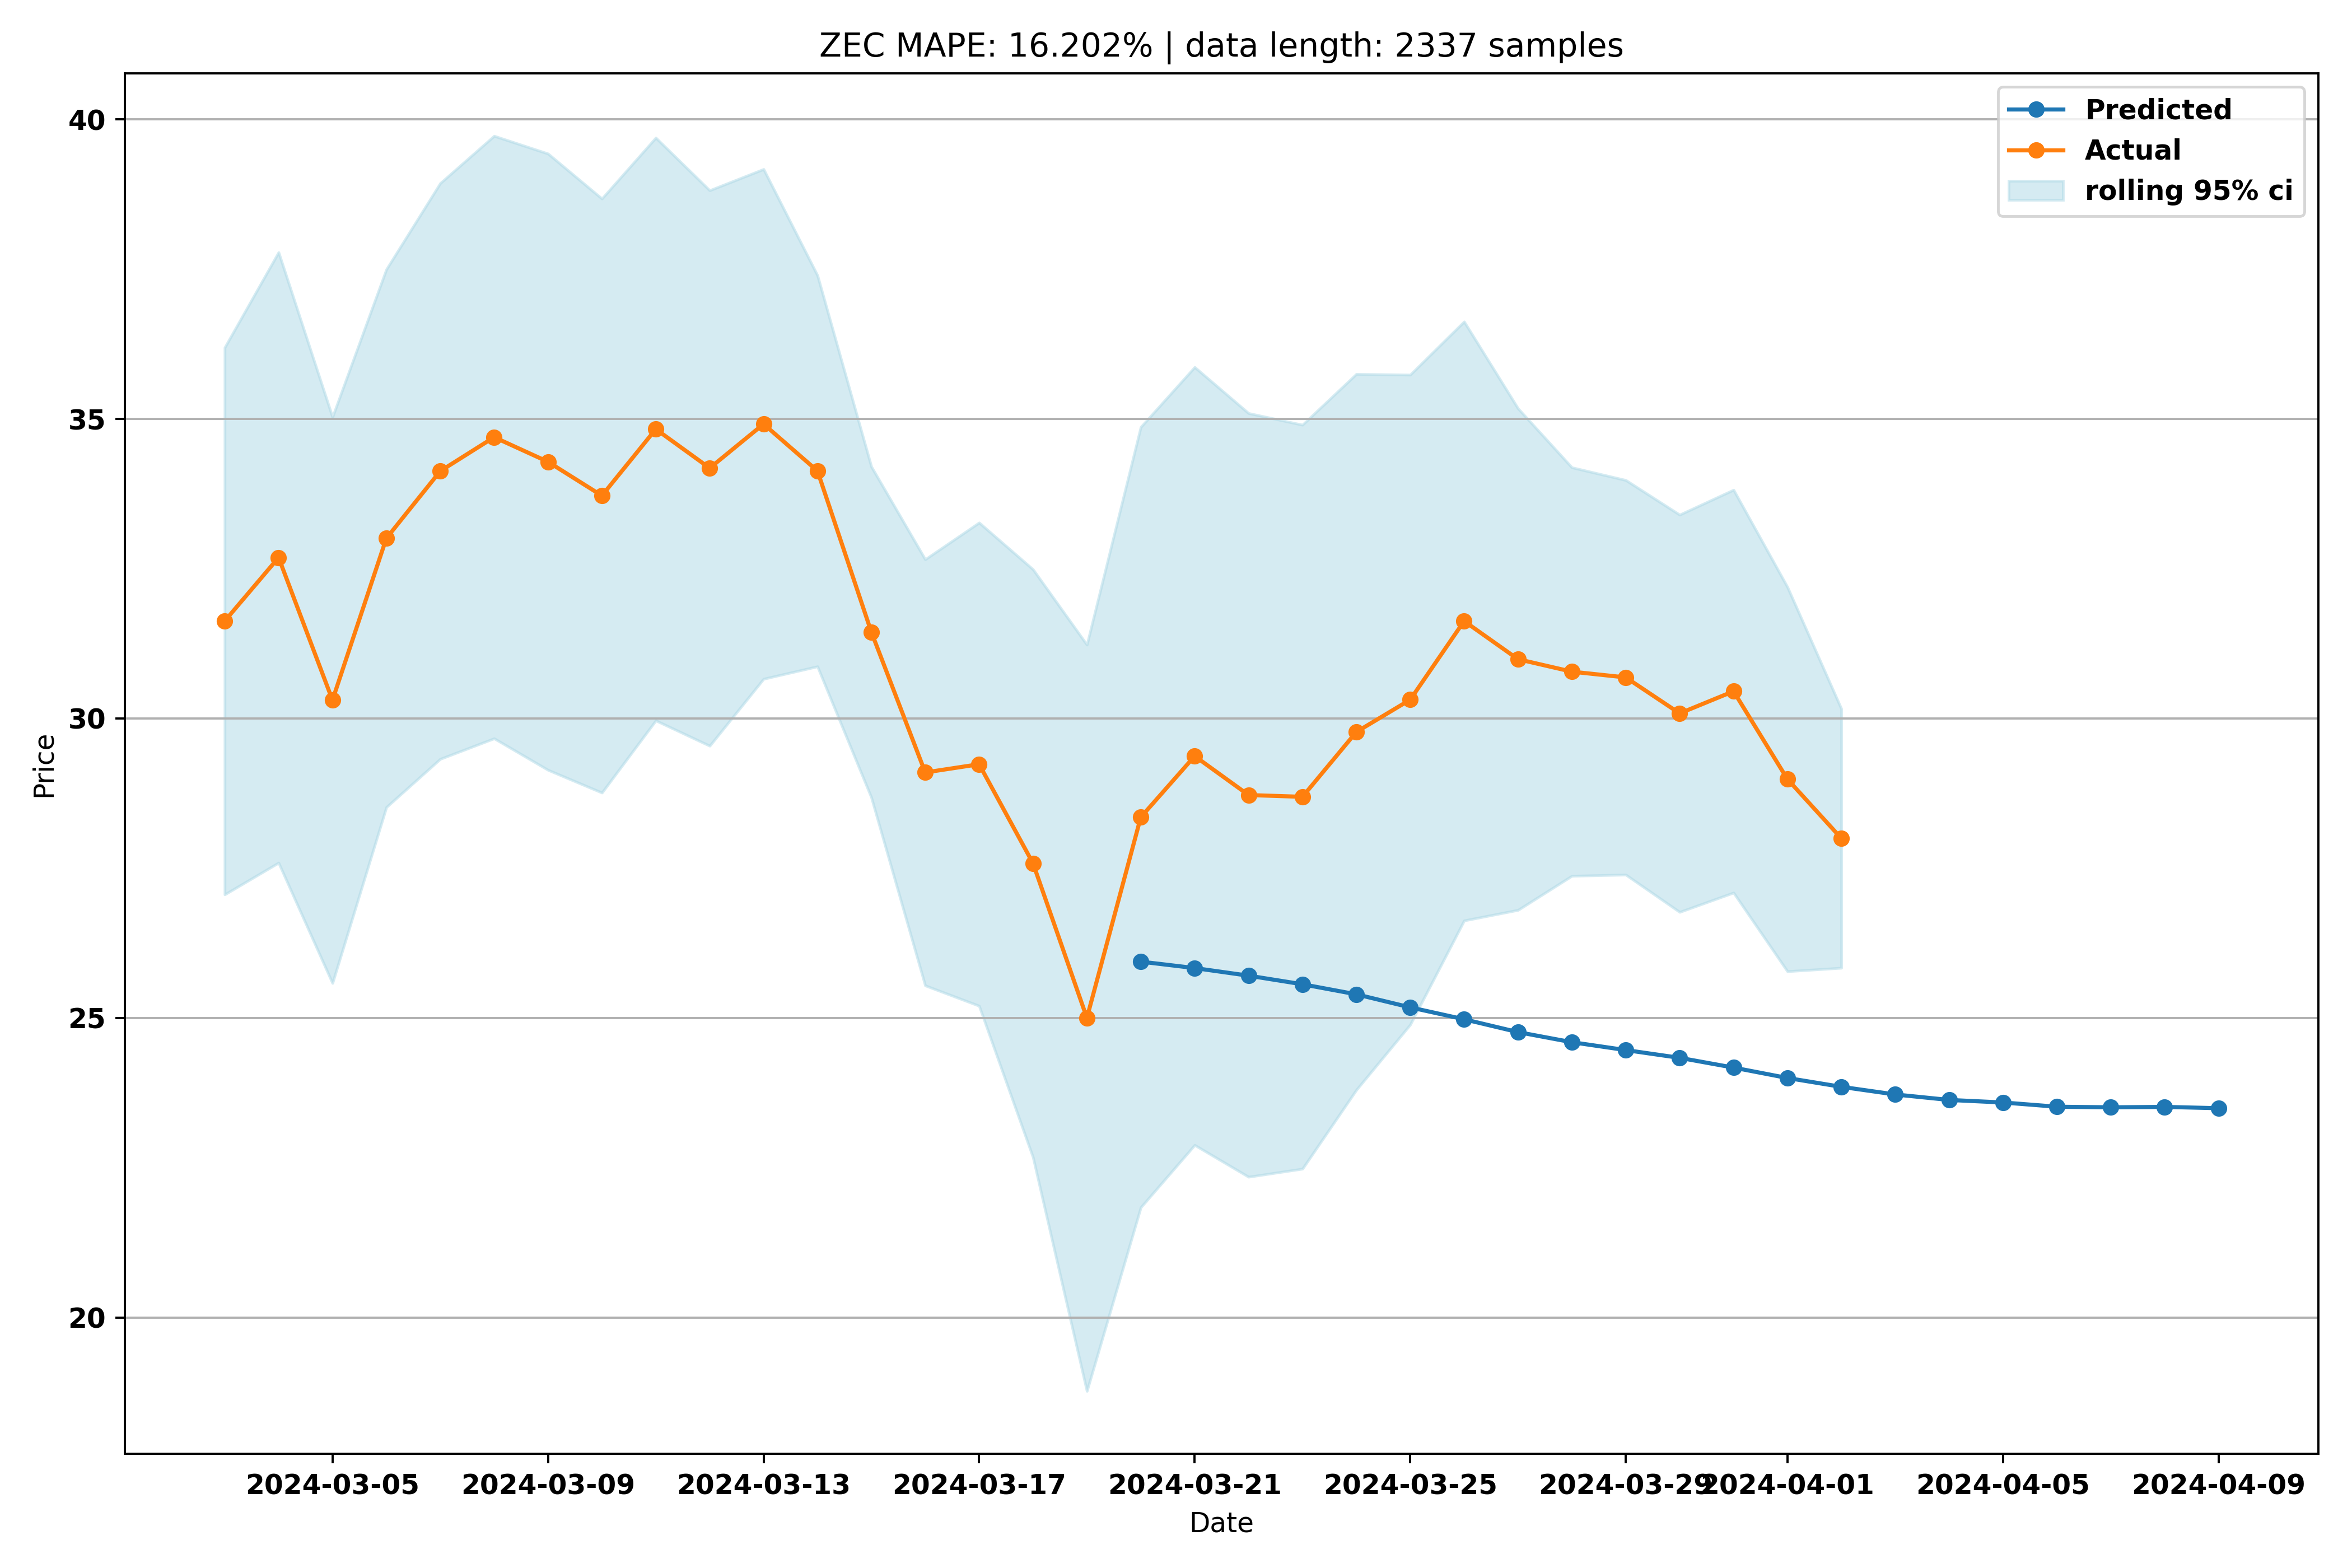 ZEC MAPE: 16.202% | data length: 2337 samples
Predicted
Actual
rolling 95% ci
40
35
30
25
20
Price
2024-03-05
2024-03-09
2024-03-13
2024-03-17
2024-03-21
2024-03-25
2024-03-29
2024-04-01
2024-04-05
2024-04-09
Date